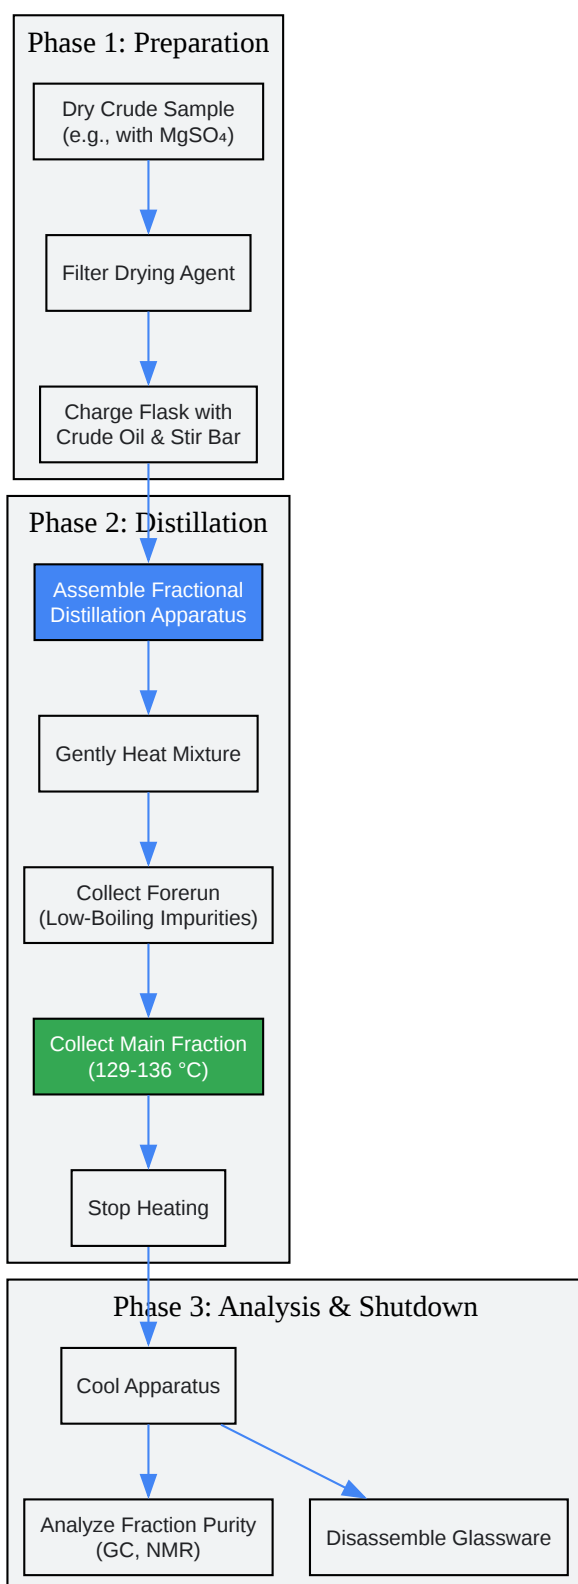 Phase 1: Preparation
Dry Crude Sample
(e.g., with MgSO₄)
Filter Drying Agent
Charge Flask with
Crude Oil & Stir Bar
Phase 2: Distillation
Assemble Fractional
Distillation Apparatus
Gently Heat Mixture
Collect Forerun
(Low-Boiling Impurities)
Collect Main Fraction
(129-136 °C)
Stop Heating
Phase 3: Analysis & Shutdown
Cool Apparatus
Analyze Fraction Purity
(GC, NMR)
Disassemble Glassware